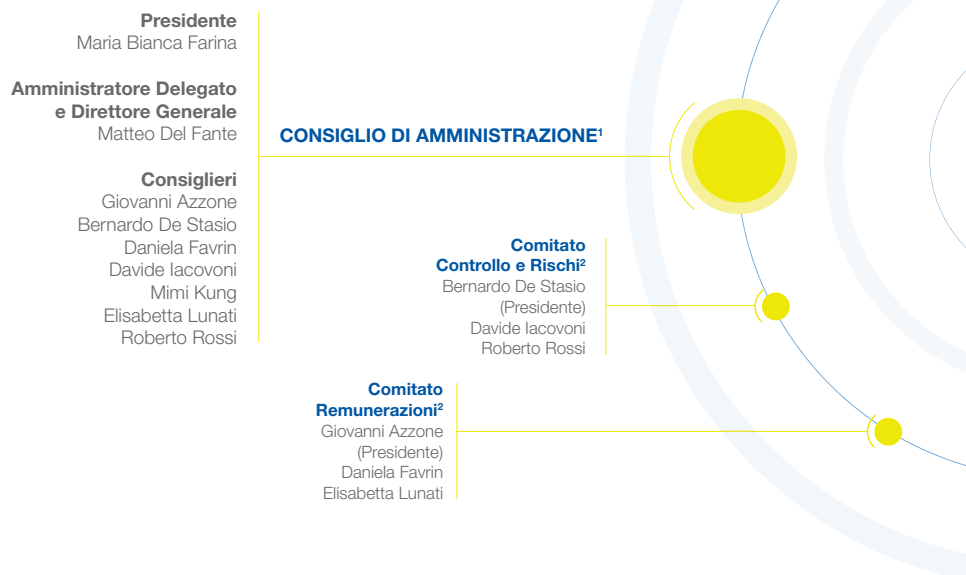 Presidente
Maria Bianca Farina
Amministratore Delegato
e Direttore Generale
Matteo Del Fante
Consiglieri
Giovanni Azzone
Bernardo De Stasio
Daniela Favrin
Davide Iacovoni
Mimi Kung
Elisabetta Lunati
Roberto Rossi
CONSIGLIO DI AMMINISTRAZIONE¹
Comitato
Controllo e Rischi²
Bernardo De Stasio
(Presidente)
Davide Iacovoni
Roberto Rossi
Comitato
Remunerazioni²
Giovanni Azzone
(Presidente)
Daniela Favrin
Elisabetta Lunati